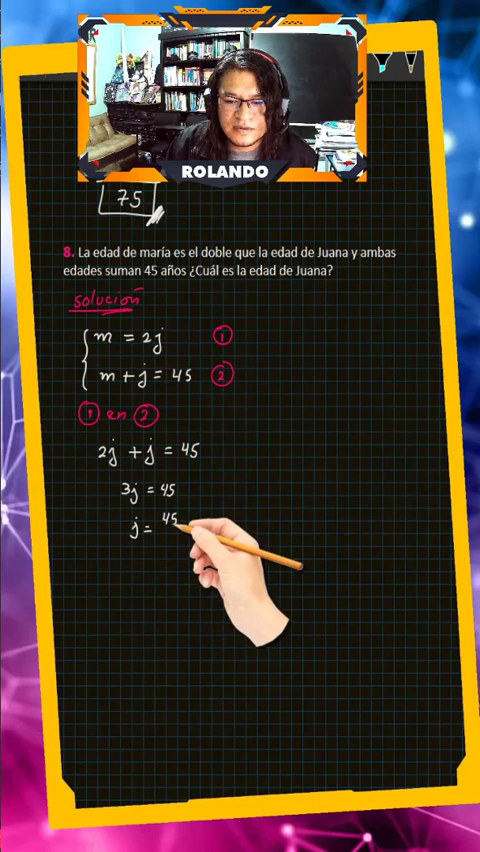 ROLANDO
75
8. La edad de maría es el doble que la edad de Juana y ambas
edades suman 45 años ¿Cuál es la edad de Juana?
solución
m = 2j ①
m + j = 45 ②
① en ②
2j + j = 45
3j = 45
j = 45